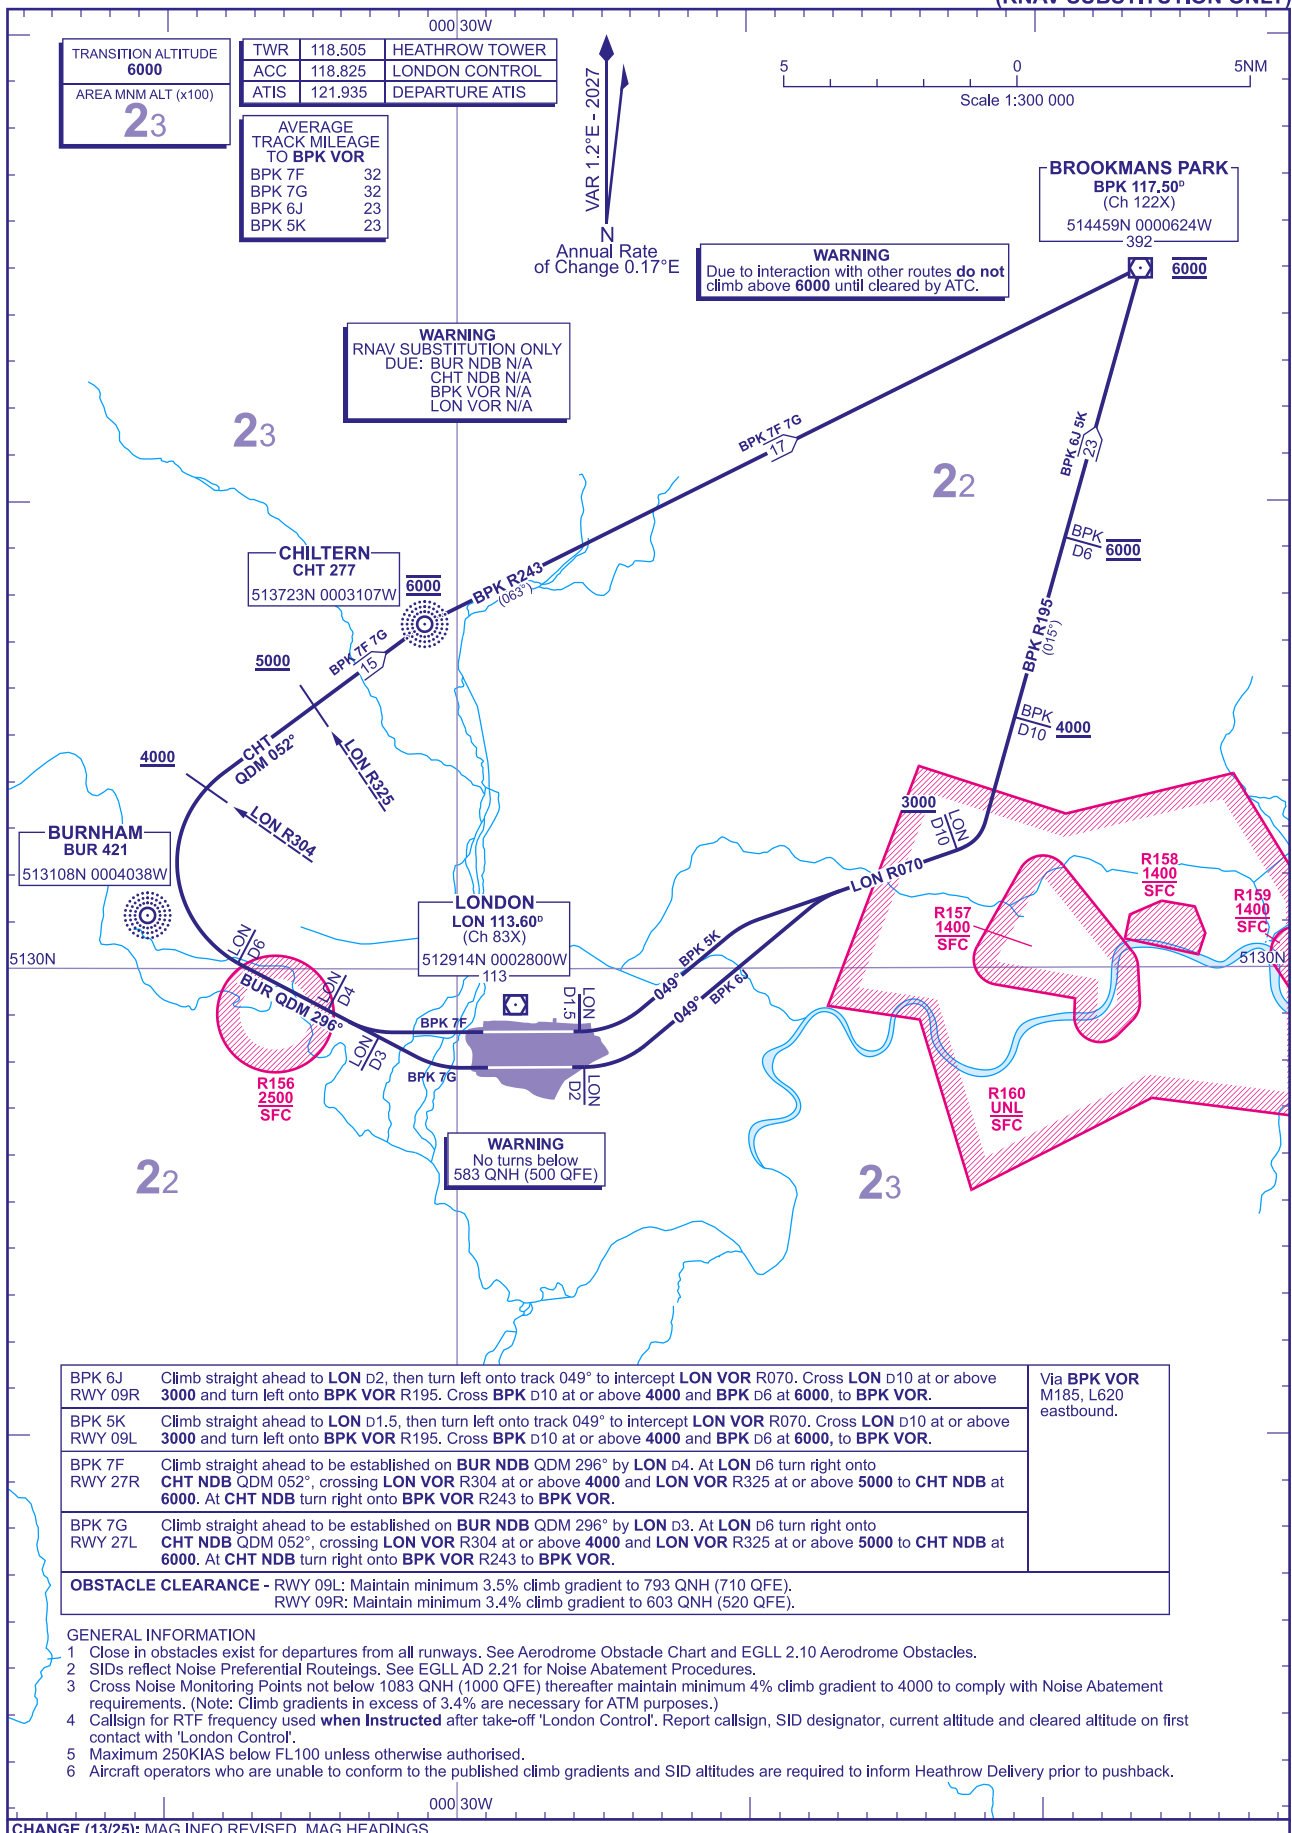 (RNAV SUBSTITUTION ONLY)
000 30W
TRANSITION ALTITUDE
6000
AREA MNM ALT (x100)
23
TWR 118.505 HEATHROW TOWER
ACC 118.825 LONDON CONTROL
ATIS 121.935 DEPARTURE ATIS
AVERAGE
TRACK MILEAGE
TO BPK VOR
BPK 7F 32
BPK 7G 32
BPK 6J 23
BPK 5K 23
VAR 1.2°E - 2027
N
Annual Rate
of Change 0.17°E
5 0 5NM
Scale 1:300 000
BROOKMANS PARK
BPK 117.50ᴰ
(Ch 122X)
514459N 0000624W
392
6000
WARNING
Due to interaction with other routes do not
climb above 6000 until cleared by ATC.
WARNING
RNAV SUBSTITUTION ONLY
DUE: BUR NDB N/A
CHT NDB N/A
BPK VOR N/A
LON VOR N/A
23
22
BPK 7F 7G
17
BPK 6J 5K
23
BPK
D6
6000
CHILTERN
CHT 277
513723N 0003107W
6000
BPK R243
(063°)
BPK R195
(015°)
BPK 7F 7G
15
5000
BPK
D10
4000
CHT
QDM 052°
LON R325
4000
LON R304
3000
LON
D10
BURNHAM
BUR 421
513108N 0004038W
LON R070
R158
1400
SFC
R159
1400
SFC
R157
1400
SFC
LONDON
LON 113.60ᴰ
(Ch 83X)
512914N 0002800W
113
5130N
5130N
LON
D6
LON
D4
BUR QDM 296°
LON
D3
BPK 7F
BPK 7G
LON
D1.5
LON
D2
049°
BPK 5K
049°
BPK 6J
R156
2500
SFC
R160
UNL
SFC
WARNING
No turns below
583 QNH (500 QFE)
22
23
BPK 6J Climb straight ahead to LON D2, then turn left onto track 049° to intercept LON VOR R070. Cross LON D10 at or above
RWY 09R 3000 and turn left onto BPK VOR R195. Cross BPK D10 at or above 4000 and BPK D6 at 6000, to BPK VOR.
Via BPK VOR
M185, L620
eastbound.
BPK 5K Climb straight ahead to LON D1.5, then turn left onto track 049° to intercept LON VOR R070. Cross LON D10 at or above
RWY 09L 3000 and turn left onto BPK VOR R195. Cross BPK D10 at or above 4000 and BPK D6 at 6000, to BPK VOR.
BPK 7F Climb straight ahead to be established on BUR NDB QDM 296° by LON D4. At LON D6 turn right onto
RWY 27R CHT NDB QDM 052°, crossing LON VOR R304 at or above 4000 and LON VOR R325 at or above 5000 to CHT NDB at
6000. At CHT NDB turn right onto BPK VOR R243 to BPK VOR.
BPK 7G Climb straight ahead to be established on BUR NDB QDM 296° by LON D3. At LON D6 turn right onto
RWY 27L CHT NDB QDM 052°, crossing LON VOR R304 at or above 4000 and LON VOR R325 at or above 5000 to CHT NDB at
6000. At CHT NDB turn right onto BPK VOR R243 to BPK VOR.
OBSTACLE CLEARANCE - RWY 09L: Maintain minimum 3.5% climb gradient to 793 QNH (710 QFE).
RWY 09R: Maintain minimum 3.4% climb gradient to 603 QNH (520 QFE).
GENERAL INFORMATION
1 Close in obstacles exist for departures from all runways. See Aerodrome Obstacle Chart and EGLL 2.10 Aerodrome Obstacles.
2 SIDs reflect Noise Preferential Routeings. See EGLL AD 2.21 for Noise Abatement Procedures.
3 Cross Noise Monitoring Points not below 1083 QNH (1000 QFE) thereafter maintain minimum 4% climb gradient to 4000 to comply with Noise Abatement
requirements. (Note: Climb gradients in excess of 3.4% are necessary for ATM purposes.)
4 Callsign for RTF frequency used when Instructed after take-off 'London Control'. Report callsign, SID designator, current altitude and cleared altitude on first
contact with 'London Control'.
5 Maximum 250KIAS below FL100 unless otherwise authorised.
6 Aircraft operators who are unable to conform to the published climb gradients and SID altitudes are required to inform Heathrow Delivery prior to pushback.
000 30W
CHANGE (13/25): MAG INFO REVISED. MAG HEADINGS